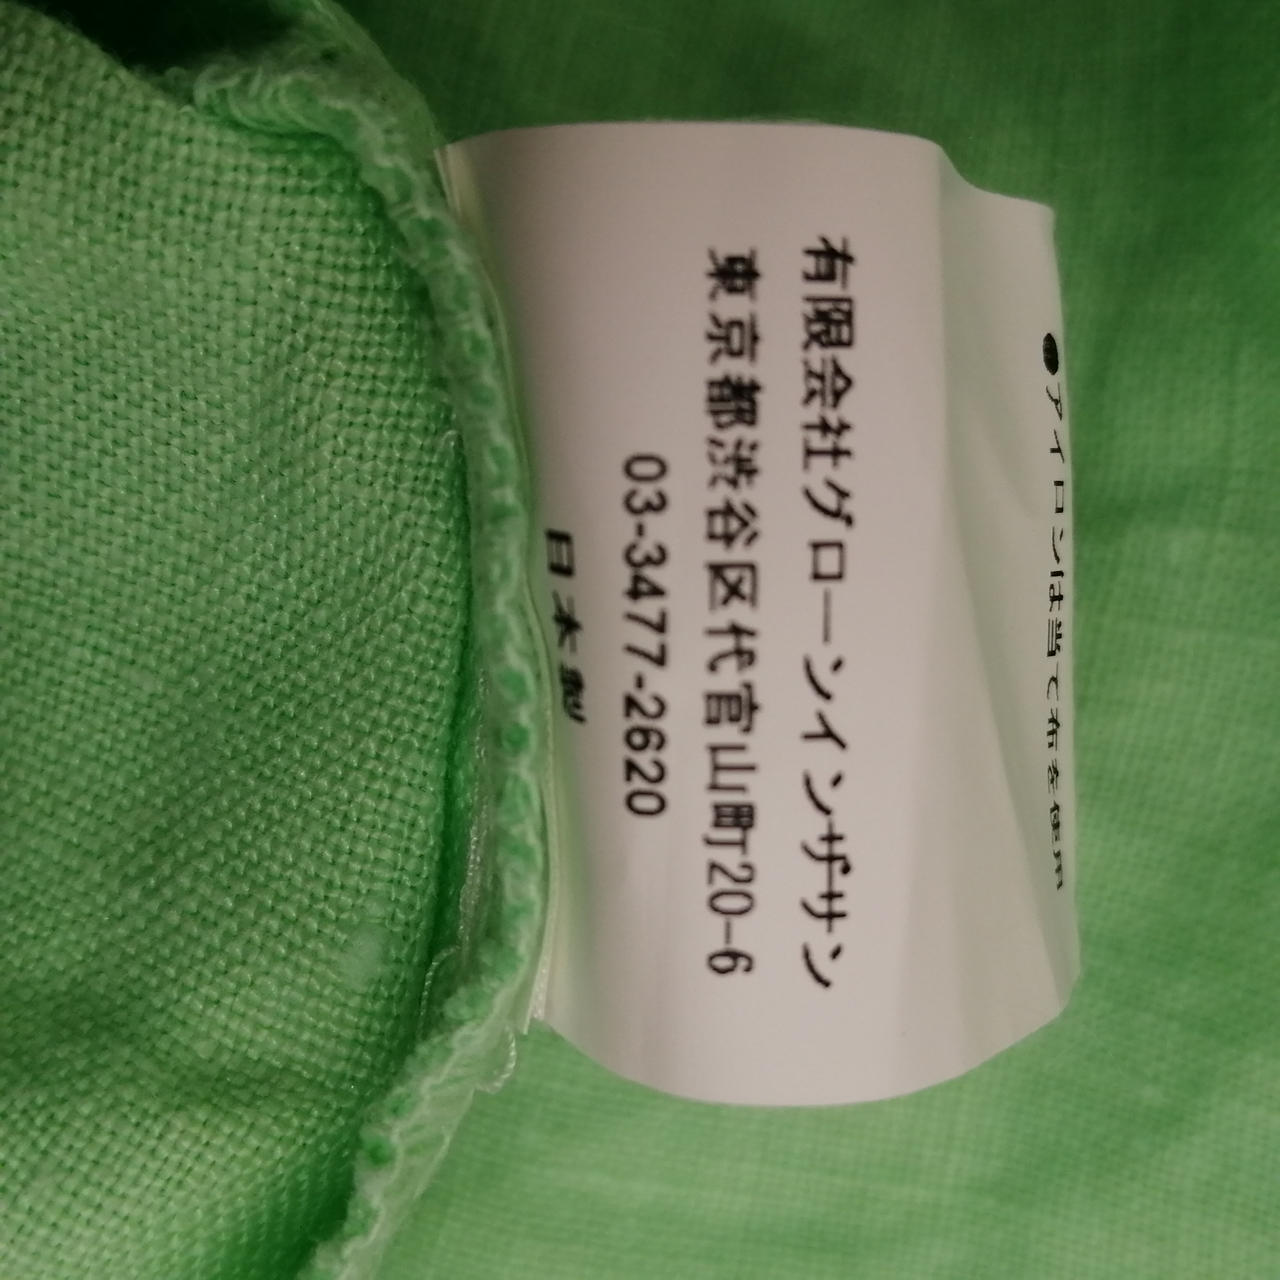 ●アイロンは当て布を使用
有限会社グローンインザサン
東京都渋谷区代官山町20-6
03-3477-2620
日本製